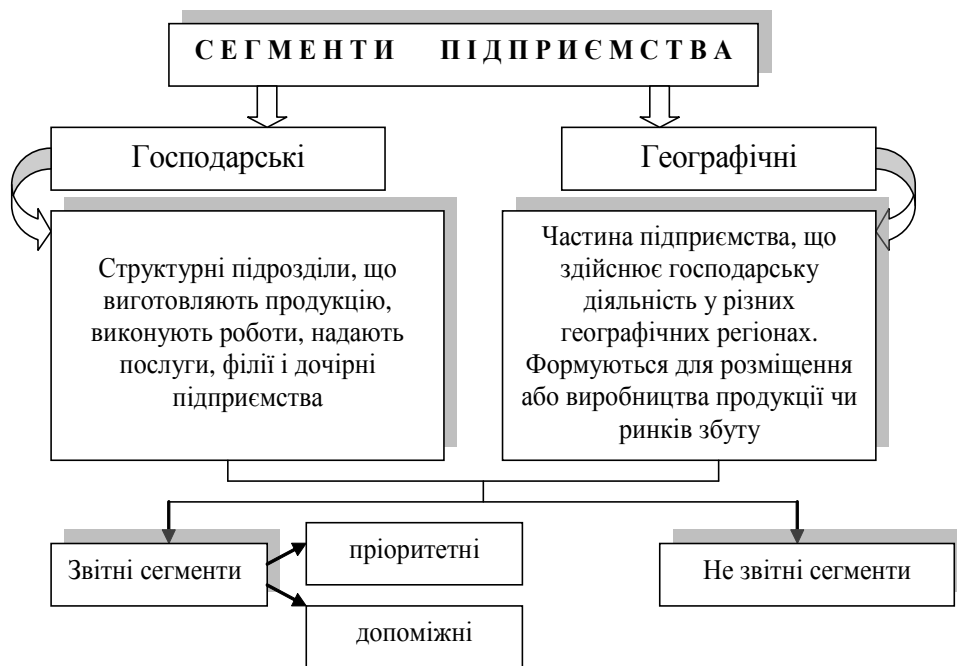 СЕГМЕНТИ ПІДПРИЄМСТВА
Господарські
Географічні
Структурні підрозділи, що
виготовляють продукцію,
виконують роботи, надають
послуги, філії і дочірні
підприємства
Частина підприємства, що
здійснює господарську
діяльність у різних
географічних регіонах.
Формуються для розміщення
або виробництва продукції чи
ринків збуту
Звітні сегменти
пріоритетні
допоміжні
Не звітні сегменти